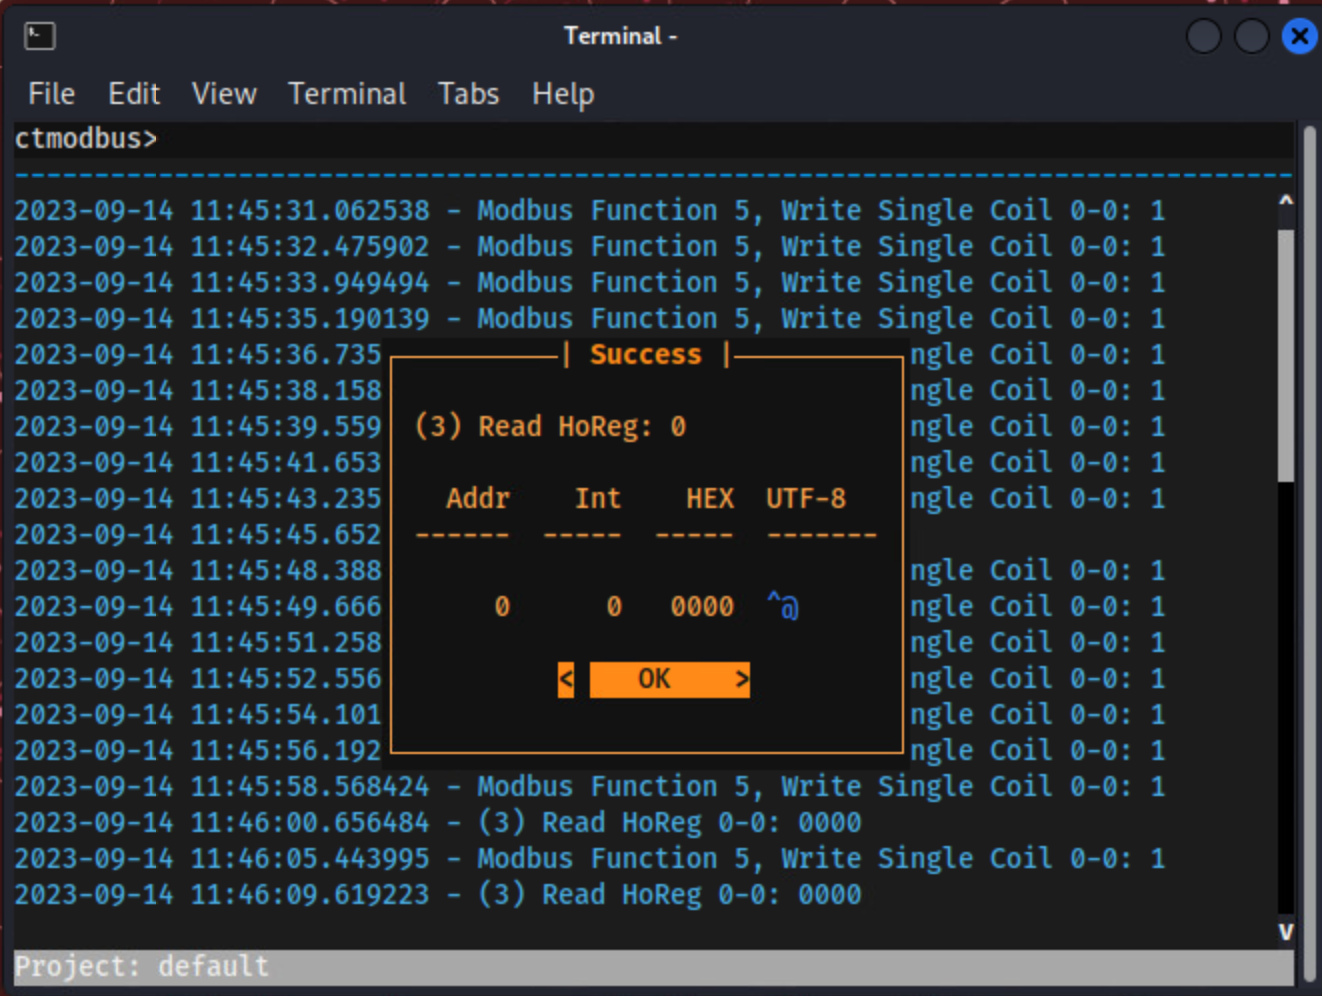 Terminal -
File Edit View Terminal Tabs Help
ctmodbus>
--------------------------------------------------------------------------------
2023-09-14 11:45:31.062538 - Modbus Function 5, Write Single Coil 0-0: 1
2023-09-14 11:45:32.475902 - Modbus Function 5, Write Single Coil 0-0: 1
2023-09-14 11:45:33.949494 - Modbus Function 5, Write Single Coil 0-0: 1
2023-09-14 11:45:35.190139 - Modbus Function 5, Write Single Coil 0-0: 1
2023-09-14 11:45:36.735 ngle Coil 0-0: 1
2023-09-14 11:45:38.158 ngle Coil 0-0: 1
2023-09-14 11:45:39.559 ngle Coil 0-0: 1
2023-09-14 11:45:41.653 ngle Coil 0-0: 1
2023-09-14 11:45:43.235 ngle Coil 0-0: 1
2023-09-14 11:45:45.652
2023-09-14 11:45:48.388 ngle Coil 0-0: 1
2023-09-14 11:45:49.666 ngle Coil 0-0: 1
2023-09-14 11:45:51.258 ngle Coil 0-0: 1
2023-09-14 11:45:52.556 ngle Coil 0-0: 1
2023-09-14 11:45:54.101 ngle Coil 0-0: 1
2023-09-14 11:45:56.192 ngle Coil 0-0: 1
2023-09-14 11:45:58.568424 - Modbus Function 5, Write Single Coil 0-0: 1
2023-09-14 11:46:00.656484 - (3) Read HoReg 0-0: 0000
2023-09-14 11:46:05.443995 - Modbus Function 5, Write Single Coil 0-0: 1
2023-09-14 11:46:09.619223 - (3) Read HoReg 0-0: 0000
| Success |
(3) Read HoReg: 0
Addr Int HEX UTF-8
------ ----- ----- -------
0 0 0000 ^@
< OK >
Project: default